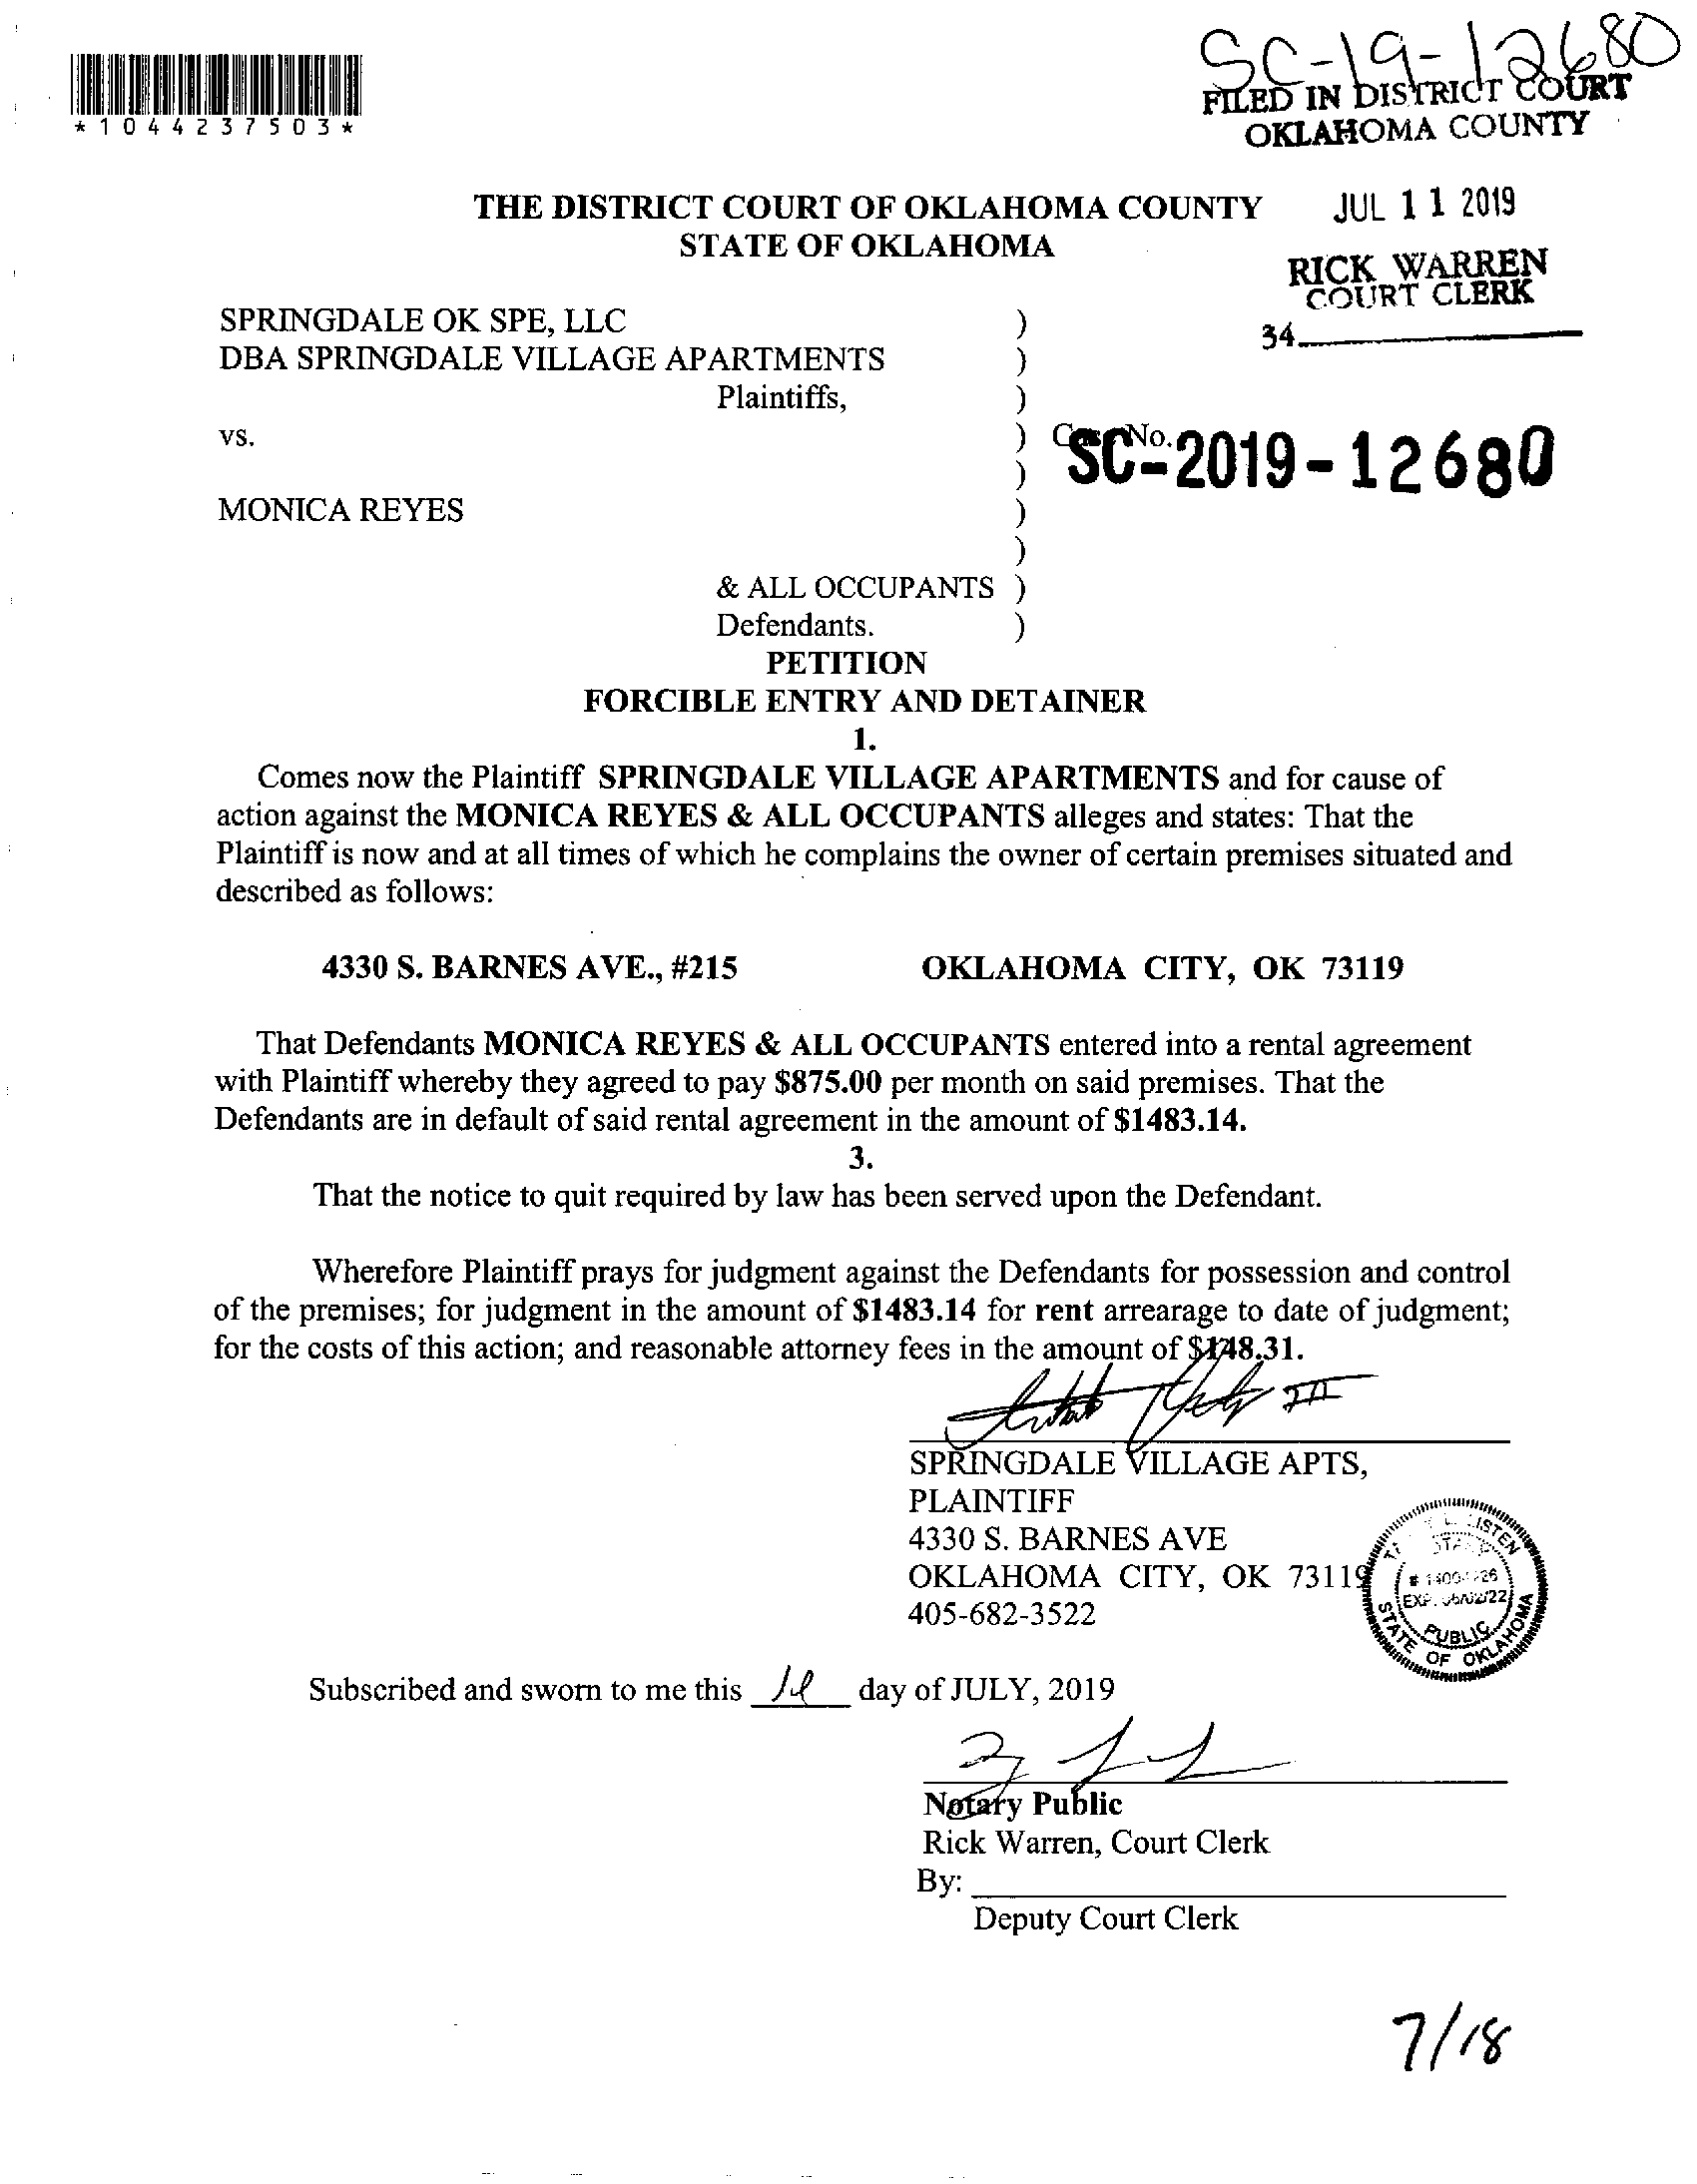 SC-19-12680
FILED IN DISTRICT COURT
OKLAHOMA COUNTY
*1044237503*
JUL 11 2019
THE DISTRICT COURT OF OKLAHOMA COUNTY
STATE OF OKLAHOMA
RICK WARREN
COURT CLERK
34
SPRINGDALE OK SPE, LLC )
DBA SPRINGDALE VILLAGE APARTMENTS )
Plaintiffs, )
vs. ) No.
) SC-2019-12680
MONICA REYES )
)
& ALL OCCUPANTS )
Defendants. )
PETITION
FORCIBLE ENTRY AND DETAINER
1.
Comes now the Plaintiff SPRINGDALE VILLAGE APARTMENTS and for cause of
action against the MONICA REYES & ALL OCCUPANTS alleges and states: That the
Plaintiff is now and at all times of which he complains the owner of certain premises situated and
described as follows:
4330 S. BARNES AVE., #215 OKLAHOMA CITY, OK 73119
That Defendants MONICA REYES & ALL OCCUPANTS entered into a rental agreement
with Plaintiff whereby they agreed to pay $875.00 per month on said premises. That the
Defendants are in default of said rental agreement in the amount of $1483.14.
3.
That the notice to quit required by law has been served upon the Defendant.
Wherefore Plaintiff prays for judgment against the Defendants for possession and control
of the premises; for judgment in the amount of $1483.14 for rent arrearage to date of judgment;
for the costs of this action; and reasonable attorney fees in the amount of $148.31.
III
SPRINGDALE VILLAGE APTS,
PLAINTIFF
4330 S. BARNES AVE
OKLAHOMA CITY, OK 73119
405-682-3522
EXP.
PUBLIC
STATE OF OKLAHOMA
Subscribed and sworn to me this day of JULY, 2019
Notary Public
Rick Warren, Court Clerk
By:
Deputy Court Clerk
7/18